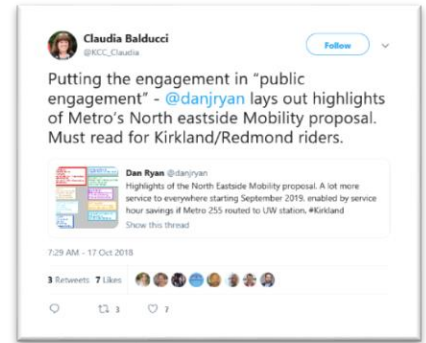 Claudia Balducci
@KCC_Claudia
Follow
Putting the engagement in "public
engagement" - @danjryan lays out highlights
of Metro's North eastside Mobility proposal.
Must read for Kirkland/Redmond riders.
Dan Ryan @danjryan
Highlights of the North Eastside Mobility proposal. A lot more
service to everywhere starting September 2019, enabled by service
hour savings if Metro 255 routed to UW station. #Kirkland
Show this thread
7:29 AM - 17 Oct 2018
3 Retweets 7 Likes
3
7